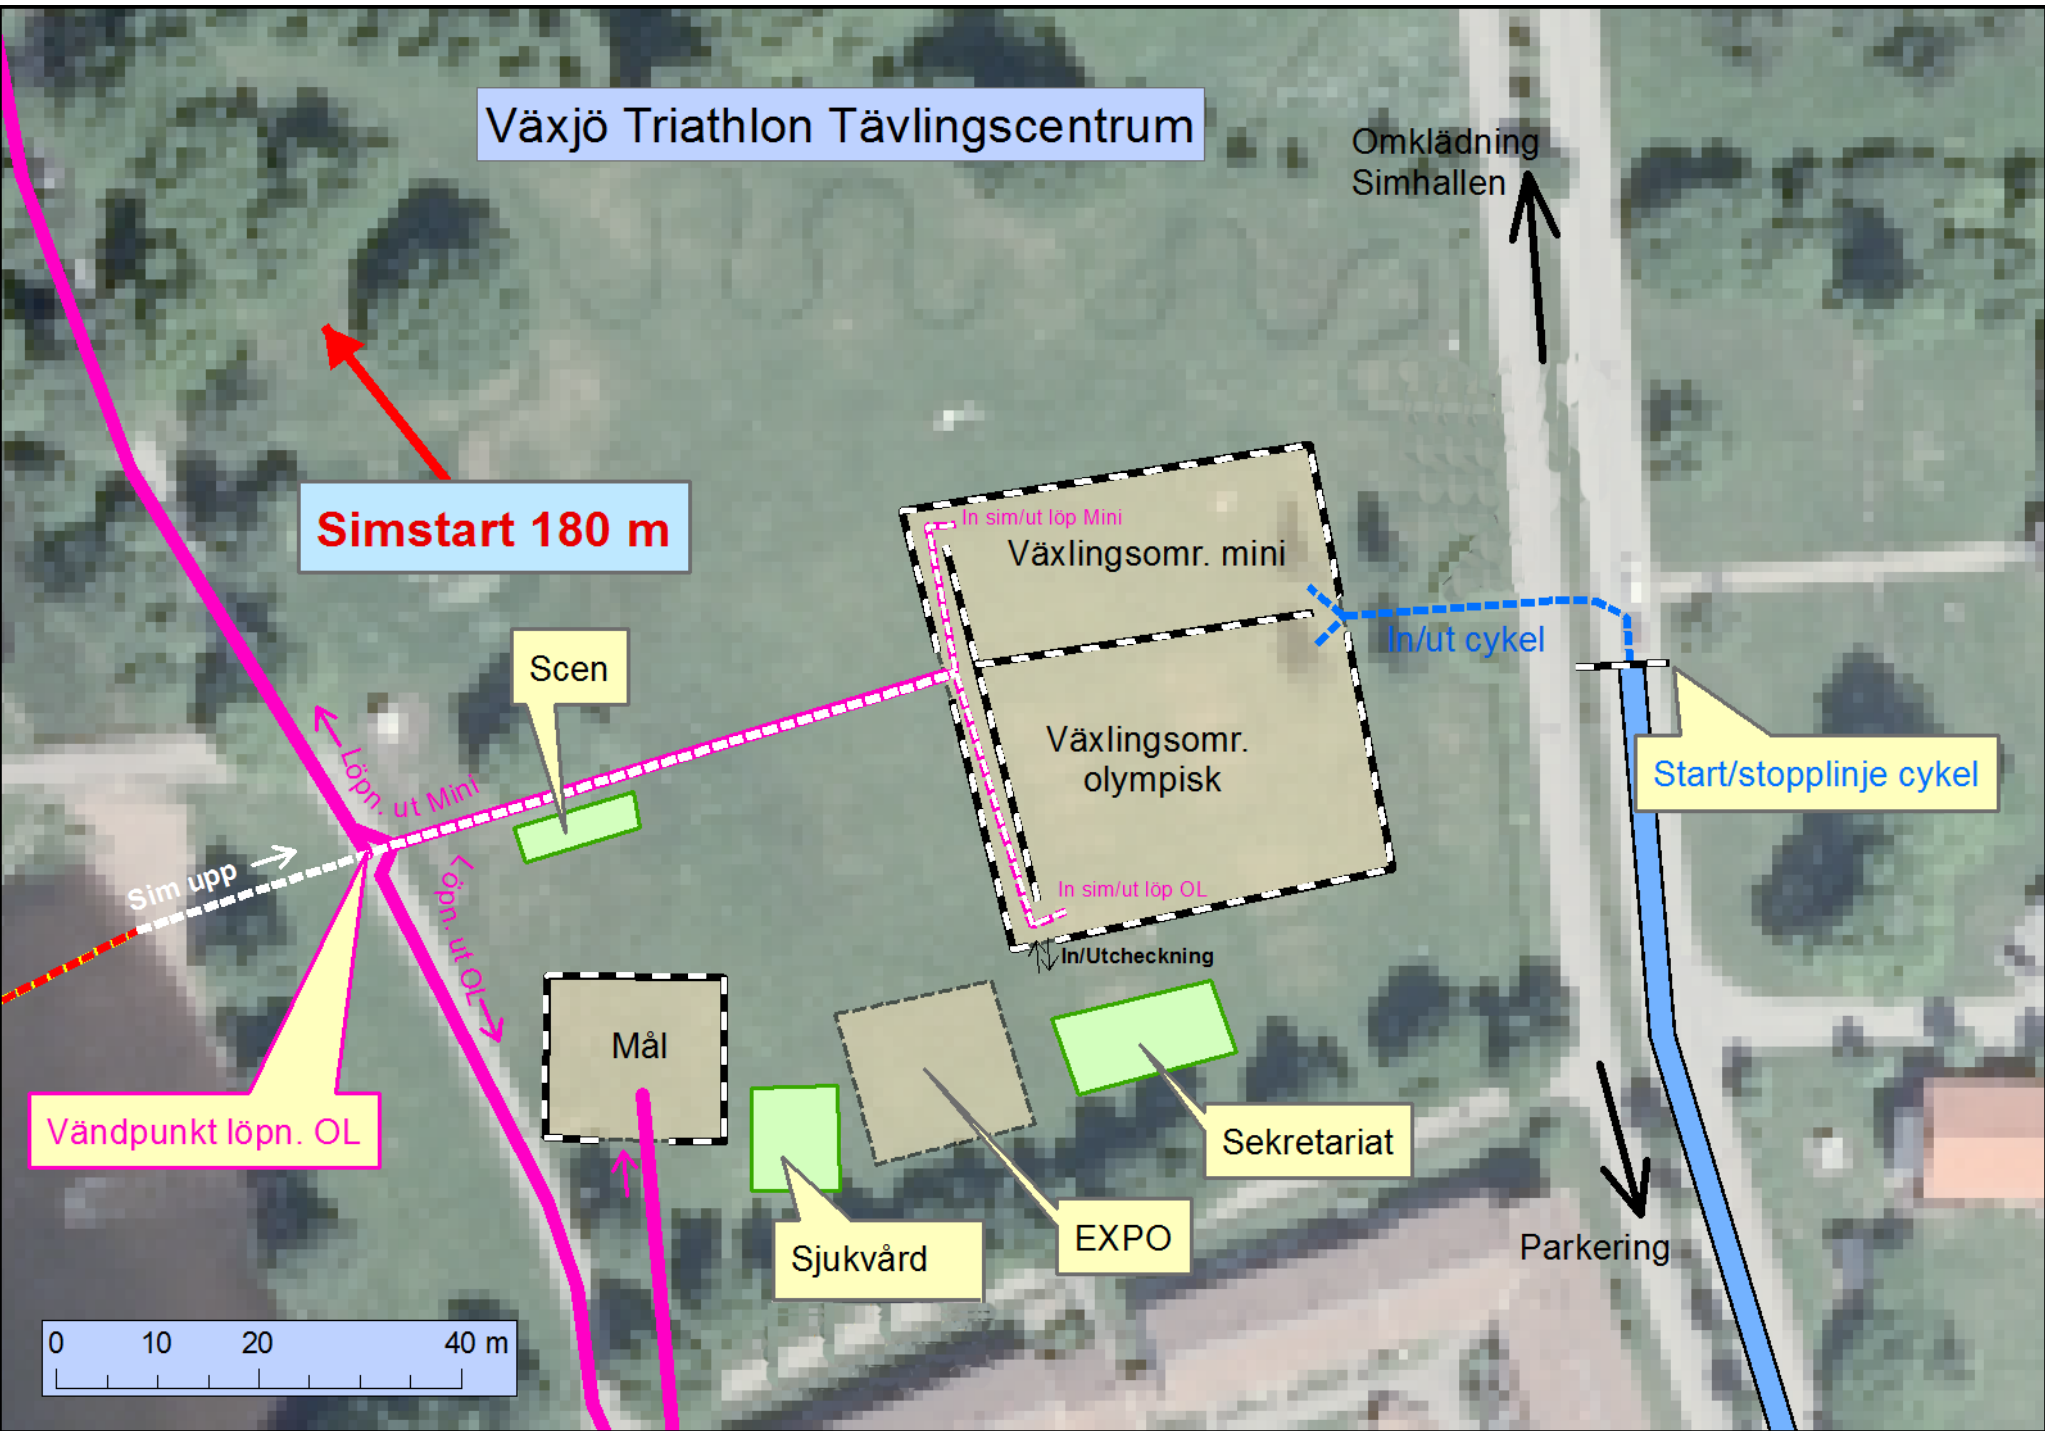 Växjö Triathlon Tävlingscentrum
Omklädning
Simhallen
Simstart 180 m
In sim/ut löp Mini
Växlingsomr. mini
In/ut cykel
Scen
Växlingsomr.
olympisk
Start/stopplinje cykel
Löpn. ut Mini
Sim upp
Löpn. ut OL
In sim/ut löp OL
In/Utcheckning
Mål
Vändpunkt löpn. OL
Sekretariat
EXPO
Sjukvård
Parkering
0 10 20 40 m